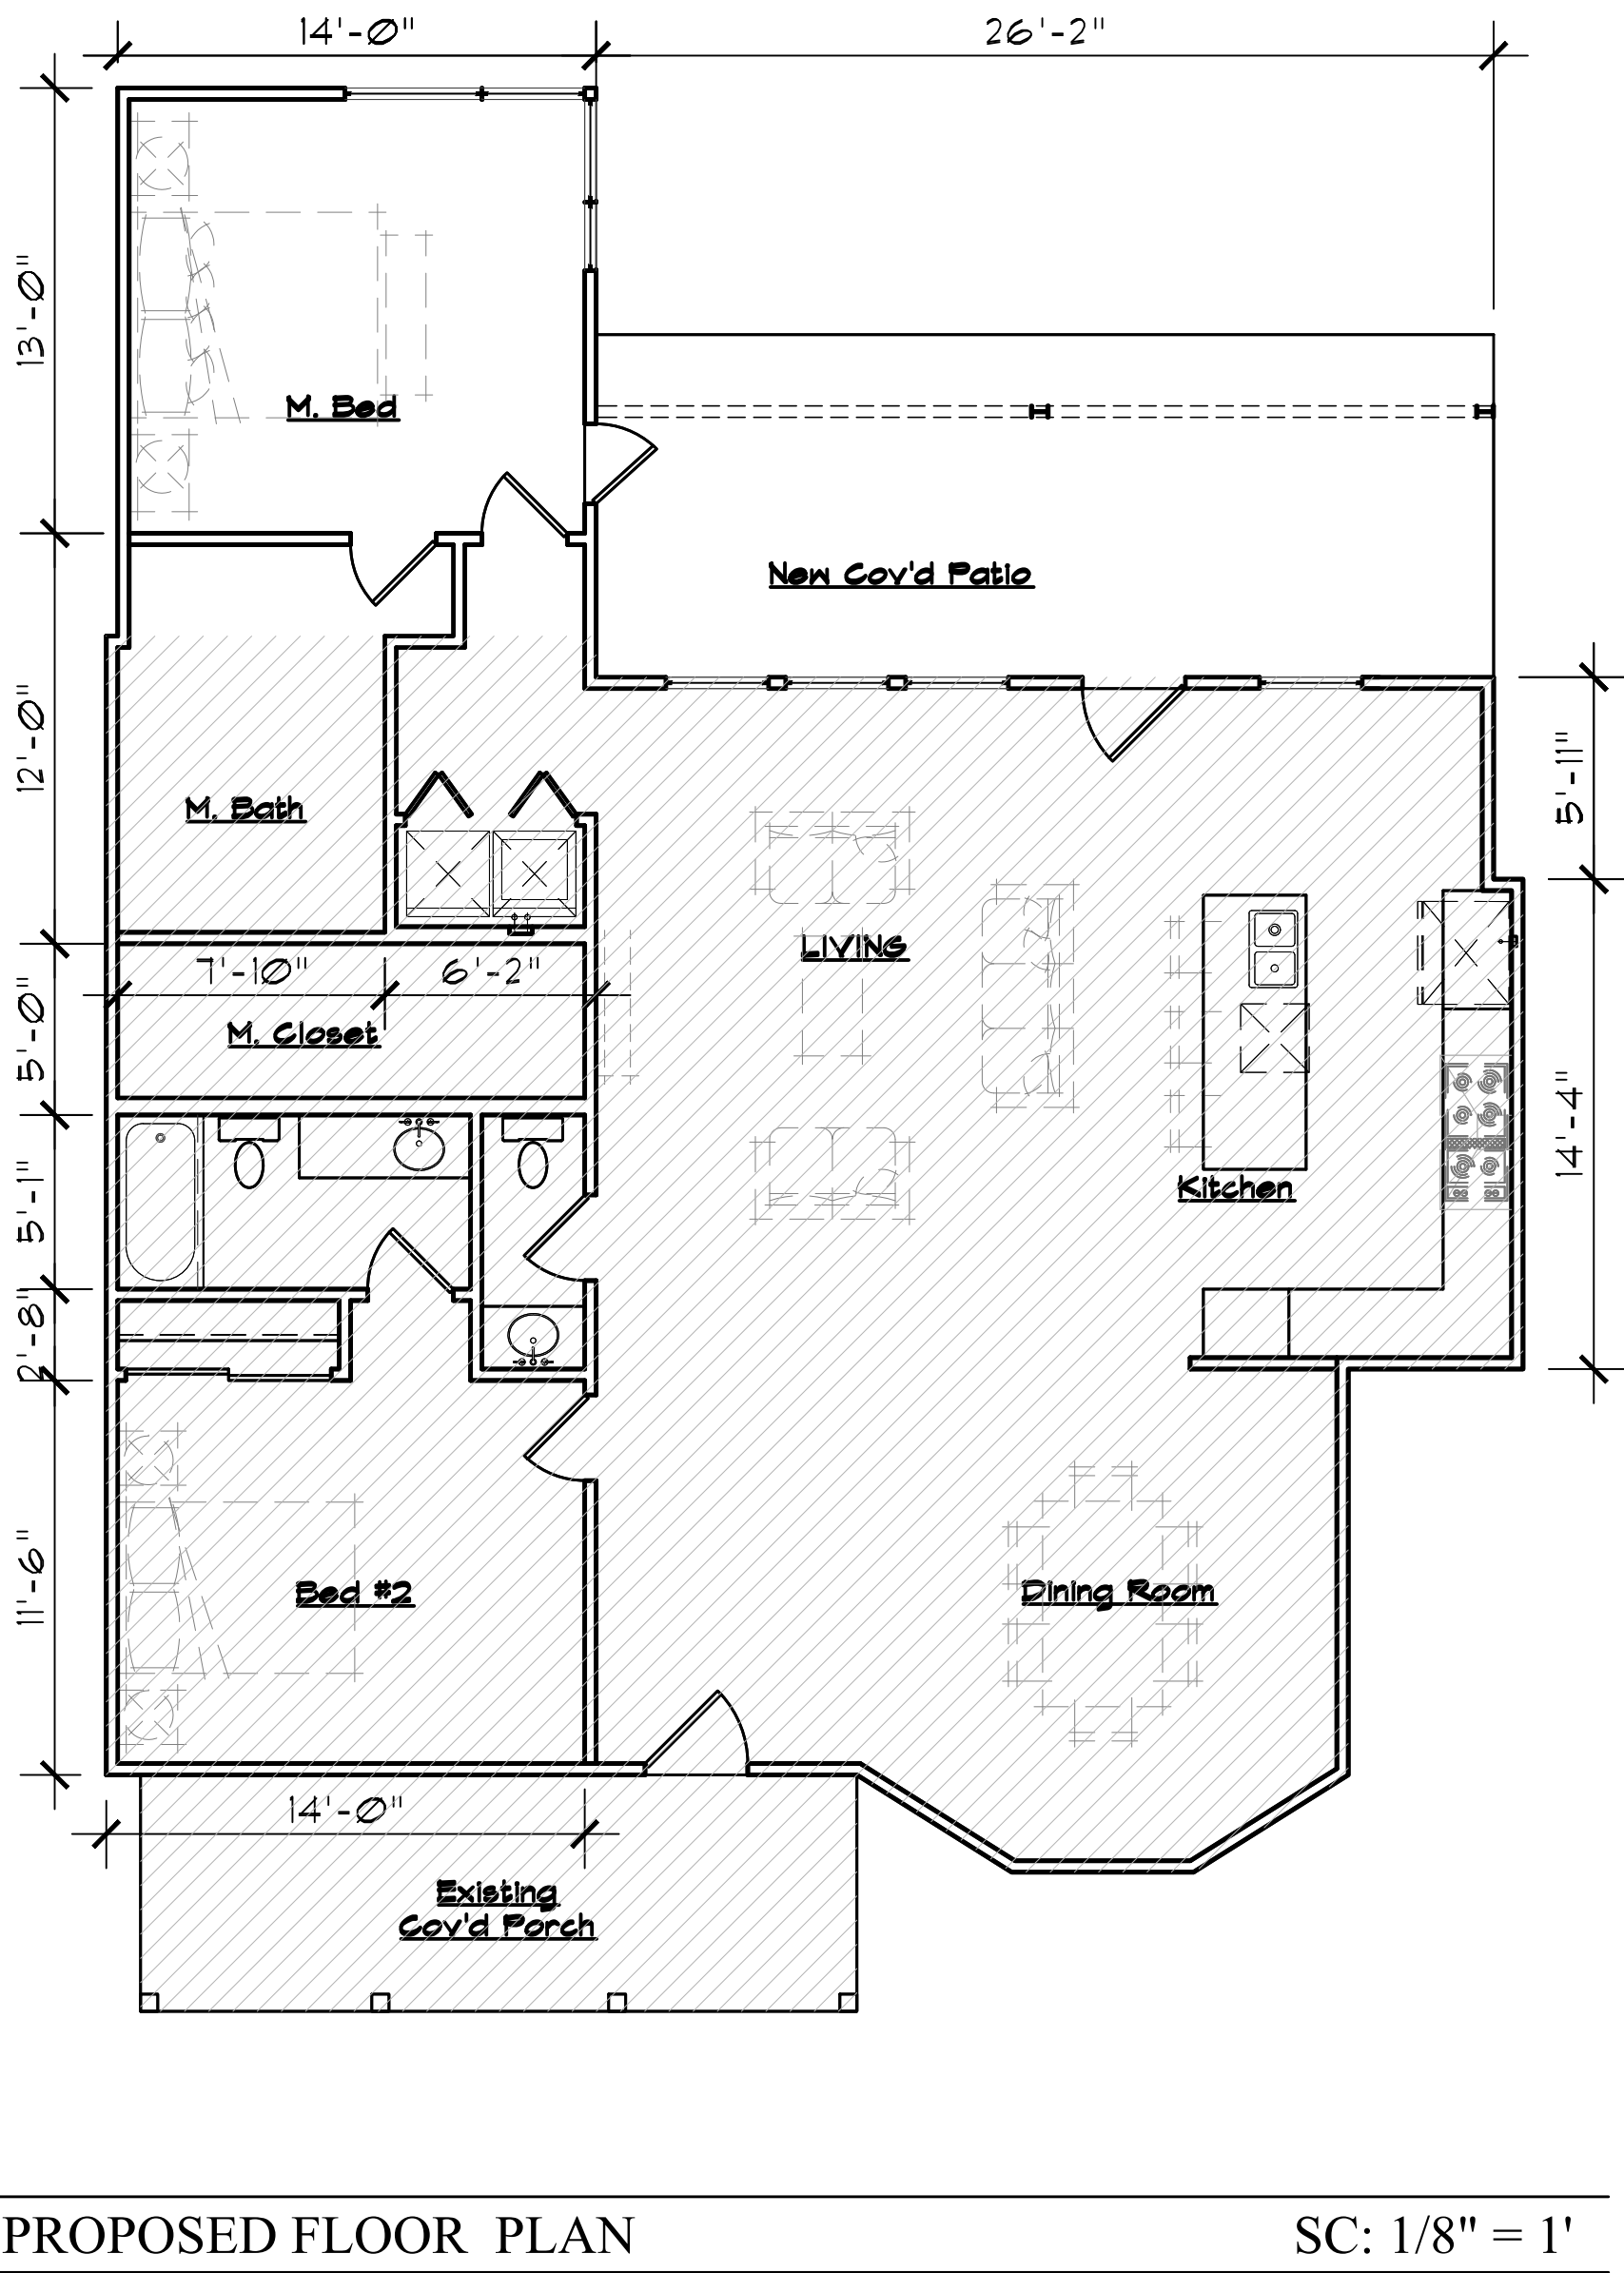 14'-0"
26'-2"
13'-0"
M. Bed
New Cov'd Patio
12'-0"
5'-11"
M. Bath
LIVING
7'-10"
6'-2"
5'-0"
M. Closet
14'-4"
5'-1"
Kitchen
2'-8"
11'-6"
Bed #2
Dining Room
14'-0"
Existing
Cov'd Porch
PROPOSED FLOOR PLAN
SC: 1/8" = 1'